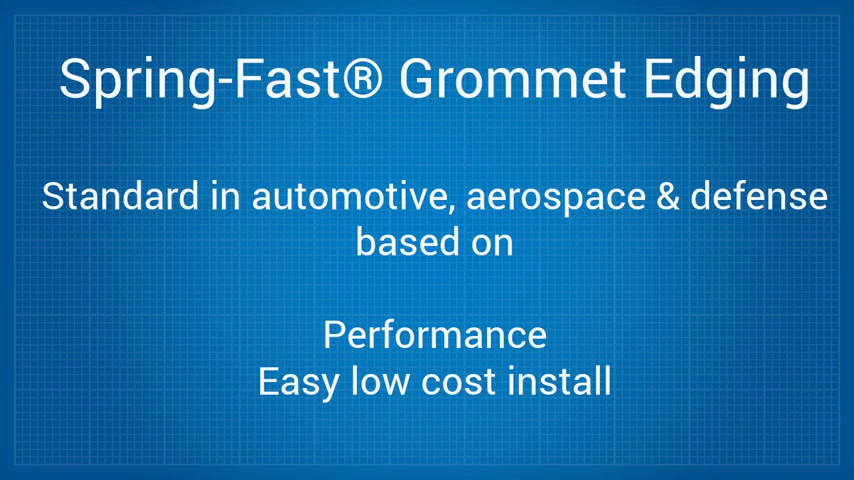 Spring-Fast® Grommet Edging
Standard in automotive, aerospace & defense
based on
Performance
Easy low cost install